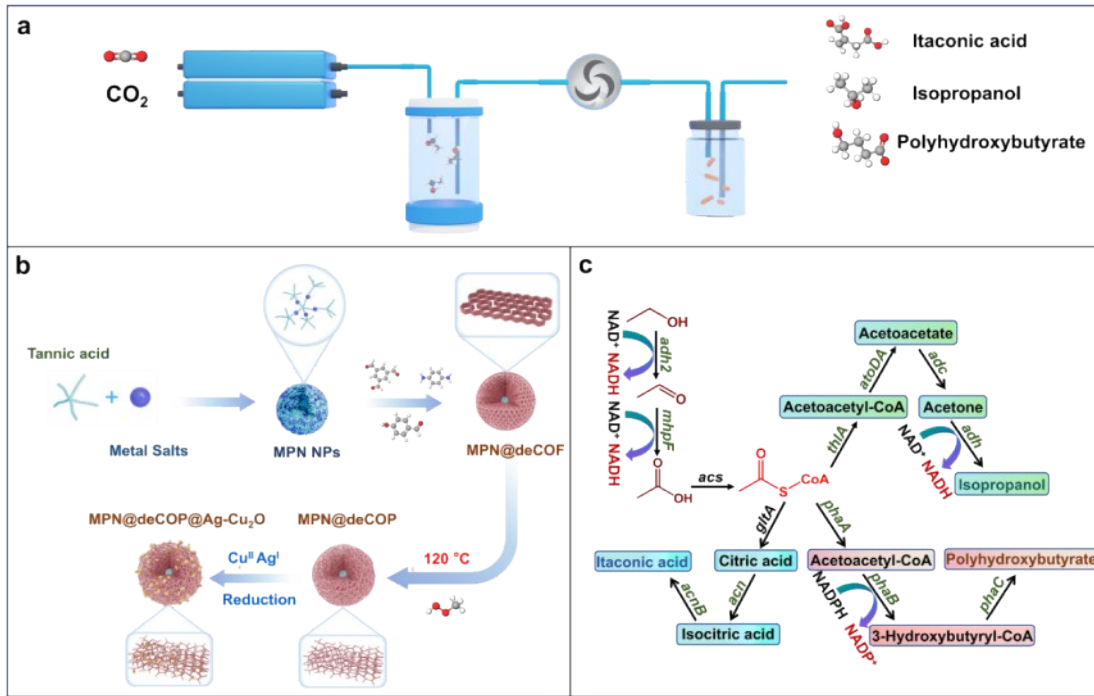 a
CO₂
Itaconic acid
Isopropanol
Polyhydroxybutyrate
b
Tannic acid
+
Metal Salts
MPN NPs
MPN@deCOF
MPN@deCOP@Ag-Cu₂O
MPN@deCOP
Cuᴵᴵ Agᴵ
Reduction
120 °C
c
OH
NAD⁺ NADH
adh2
O
NAD⁺ NADH
mhpF
O
OH
acs
O
S
CoA
Acetoacetate
atoDA
adc
Acetoacetyl-CoA
Acetone
thlA
NAD⁺ NADH
adh
Isopropanol
gltA
phaA
Itaconic acid
Citric acid
Acetoacetyl-CoA
Polyhydroxybutyrate
acnB
acn
NADPH
NADP⁺
phaB
phaC
Isocitric acid
3-Hydroxybutyryl-CoA